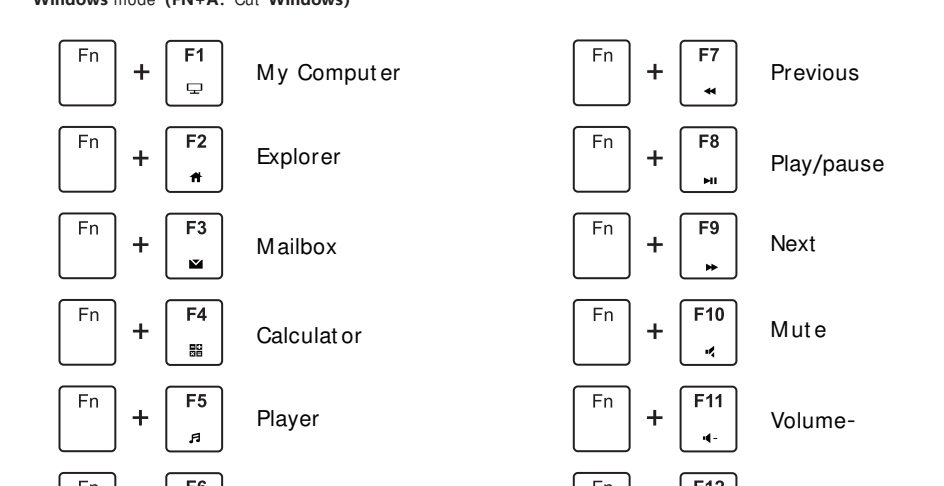 Windows mode (FN+A: Cut Windows)
Fn + F1 My Computer
Fn + F7 Previous
Fn + F2 Explorer
Fn + F8 Play/pause
Fn + F3 Mailbox
Fn + F9 Next
Fn + F4 Calculator
Fn + F10 Mute
Fn + F5 Player
Fn + F11 Volume-
Fn F6
Fn F12